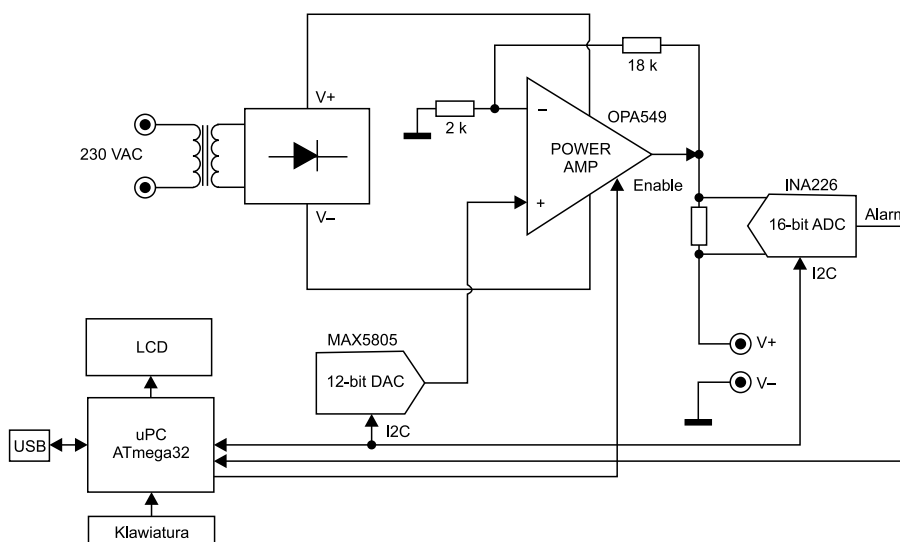 V+
18 k
2 k
OPA549
230 VAC
−
POWER
AMP
Enable
INA226
V−
+
16-bit ADC
Alarm
I2C
MAX5805
LCD
12-bit DAC
V+
V−
I2C
USB
uPC
ATmega32
Klawiatura